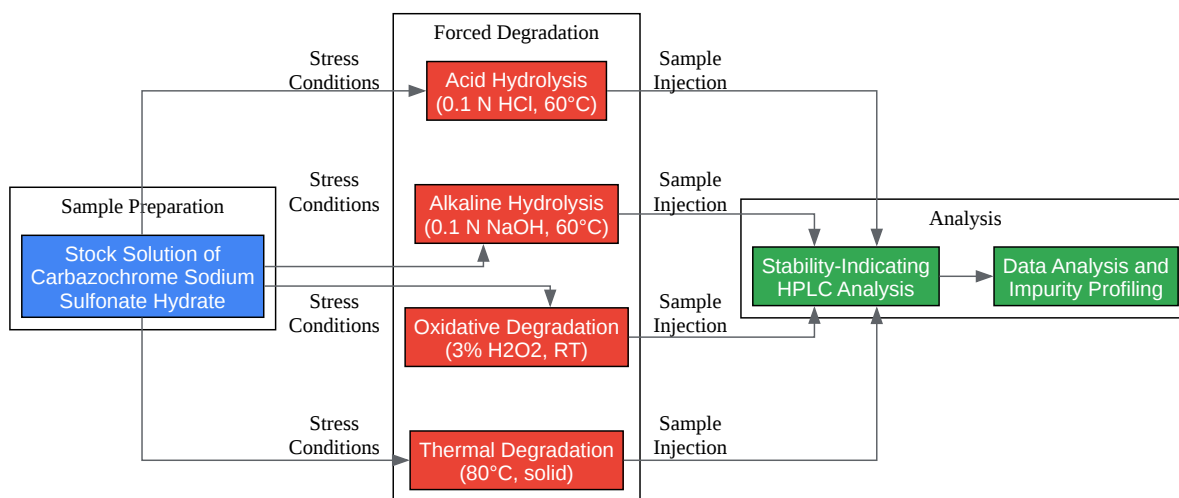 Forced Degradation
Stress
Conditions
Acid Hydrolysis
(0.1 N HCl, 60°C)
Sample
Injection
Sample Preparation
Stock Solution of
Carbazochrome Sodium
Sulfonate Hydrate
Stress
Conditions
Alkaline Hydrolysis
(0.1 N NaOH, 60°C)
Sample
Injection
Stress
Conditions
Oxidative Degradation
(3% H2O2, RT)
Sample
Injection
Stress
Conditions
Thermal Degradation
(80°C, solid)
Sample
Injection
Analysis
Stability-Indicating
HPLC Analysis
Data Analysis and
Impurity Profiling